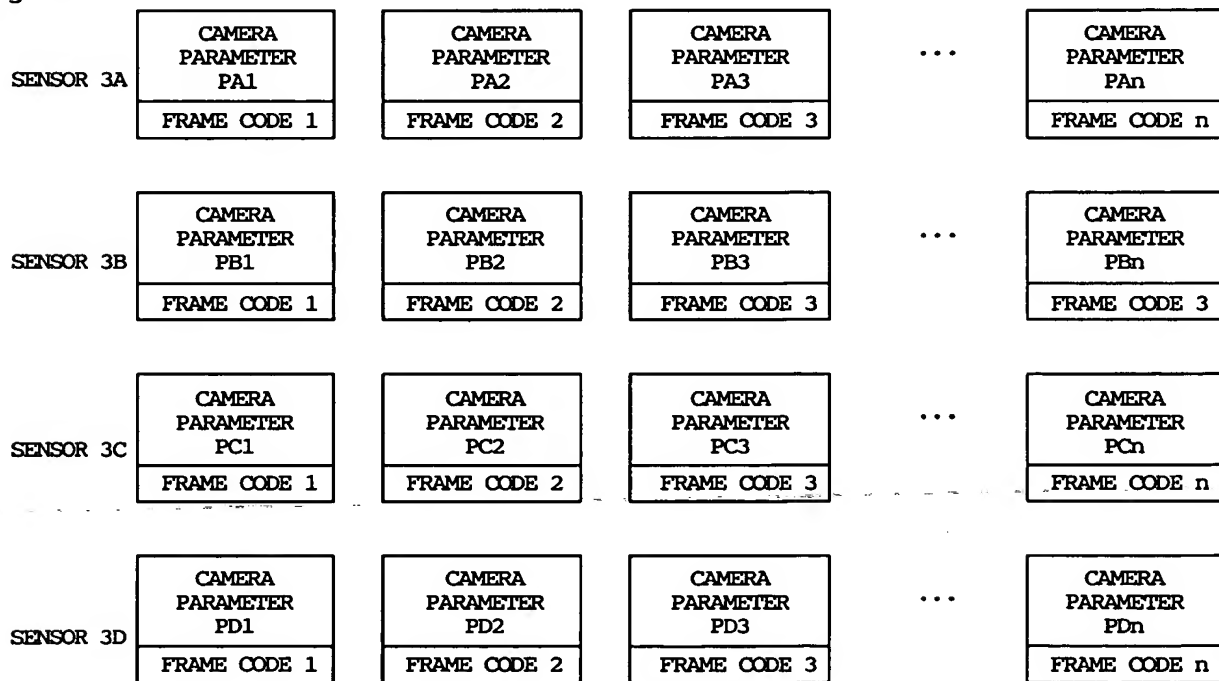 CAMERA CAMERA CAMERA CAMERA
PARAMETER PARAMETER PARAMETER ... PARAMETER
SENSOR 3A PA1 PA2 PA3 PAn
FRAME CODE 1 FRAME CODE 2 FRAME CODE 3 FRAME CODE n
CAMERA CAMERA CAMERA CAMERA
PARAMETER PARAMETER PARAMETER ... PARAMETER
SENSOR 3B PB1 PB2 PB3 PBn
FRAME CODE 1 FRAME CODE 2 FRAME CODE 3 FRAME CODE 3
CAMERA CAMERA CAMERA CAMERA
PARAMETER PARAMETER PARAMETER ... PARAMETER
SENSOR 3C PC1 PC2 PC3 PCn
FRAME CODE 1 FRAME CODE 2 FRAME CODE 3 FRAME CODE n
CAMERA CAMERA CAMERA CAMERA
PARAMETER PARAMETER PARAMETER ... PARAMETER
SENSOR 3D PD1 PD2 PD3 PDn
FRAME CODE 1 FRAME CODE 2 FRAME CODE 3 FRAME CODE n